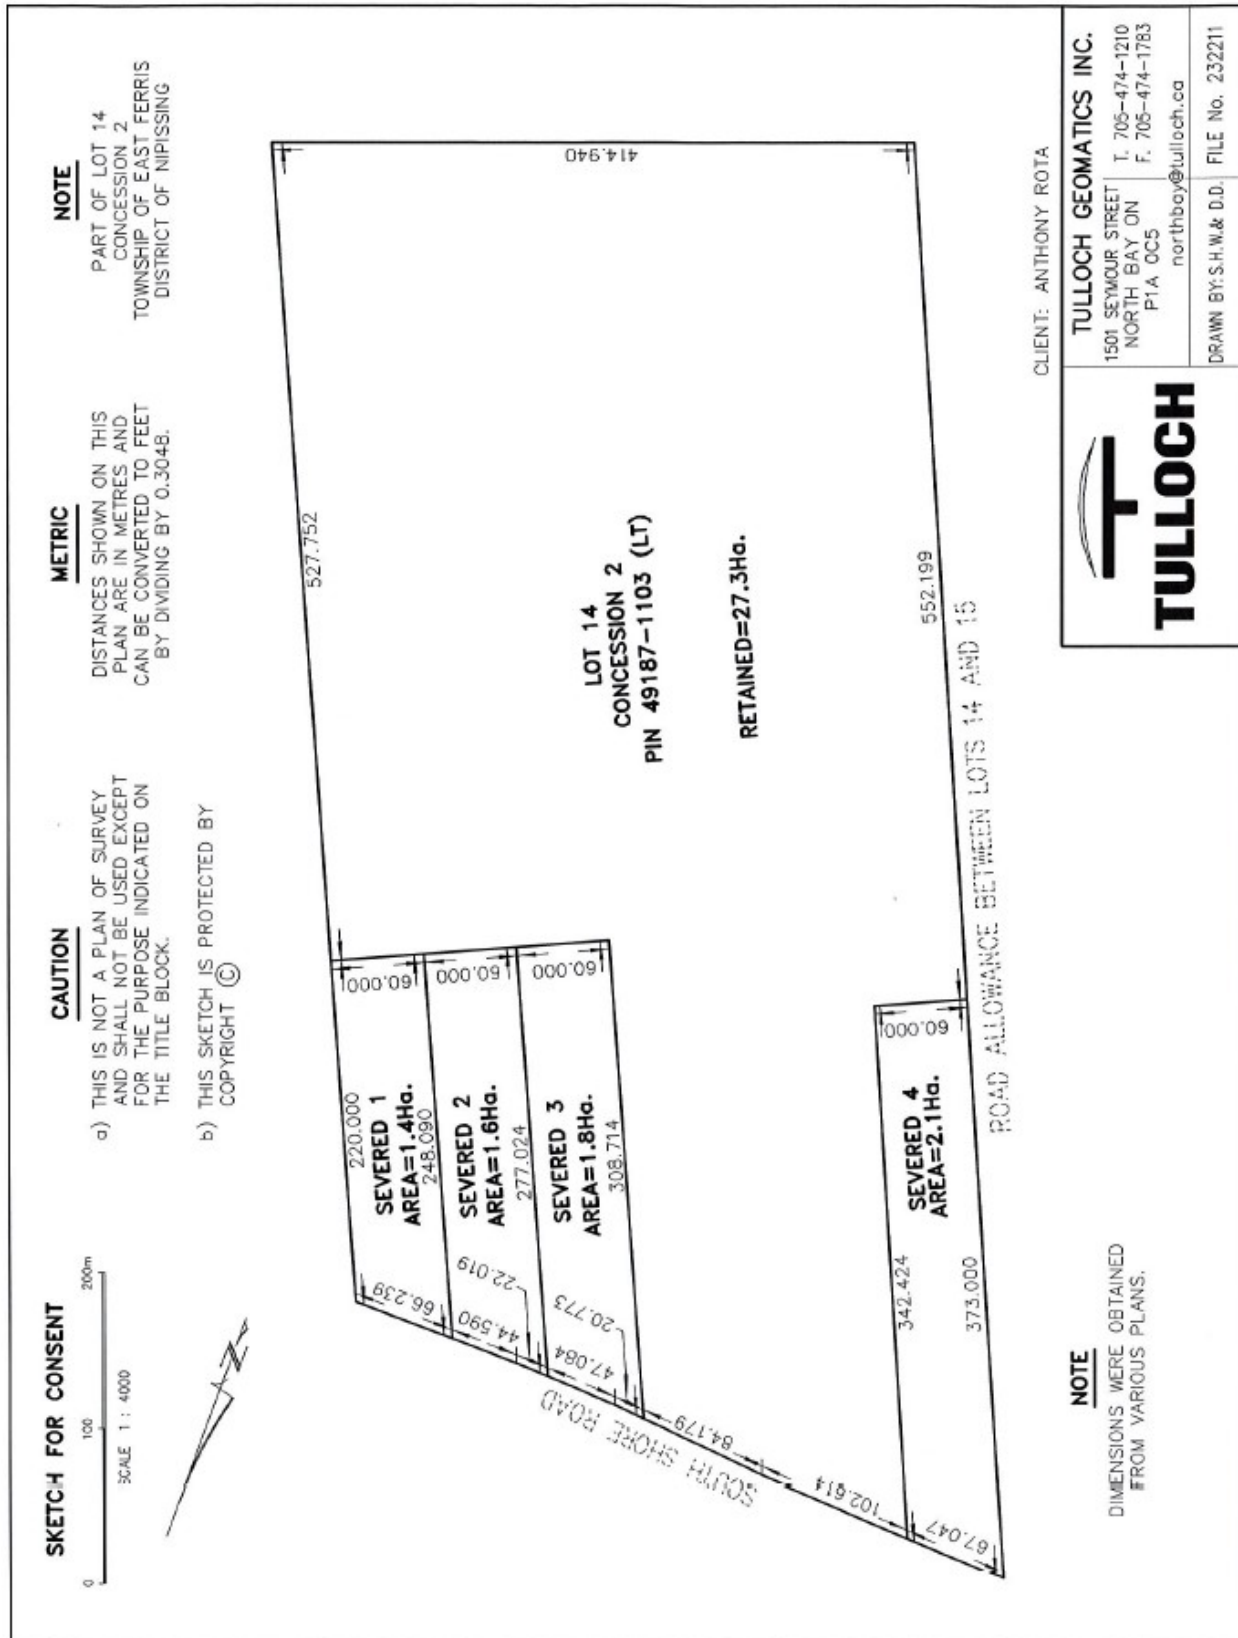 SKETCH FOR CONSENT
0 100 200m
SCALE 1 : 4000
CAUTION
a) THIS IS NOT A PLAN OF SURVEY
AND SHALL NOT BE USED EXCEPT
FOR THE PURPOSE INDICATED ON
THE TITLE BLOCK.
b) THIS SKETCH IS PROTECTED BY
COPYRIGHT ©
METRIC
DISTANCES SHOWN ON THIS
PLAN ARE IN METRES AND
CAN BE CONVERTED TO FEET
BY DIVIDING BY 0.3048.
NOTE
PART OF LOT 14
CONCESSION 2
TOWNSHIP OF EAST FERRIS
DISTRICT OF NIPISSING
N
527.752
414.940
220.000
60.000
66.239
SEVERED 1
AREA=1.4Ha.
248.090
60.000
44.590
22.019
SEVERED 2
AREA=1.6Ha.
277.024
60.000
47.084
20.773
SEVERED 3
AREA=1.8Ha.
308.714
84.179
102.614
SOUTH SHORE ROAD
LOT 14
CONCESSION 2
PIN 49187-1103 (LT)
RETAINED=27.3Ha.
342.424
60.000
SEVERED 4
AREA=2.1Ha.
67.047
373.000
552.199
ROAD ALLOWANCE BETWEEN LOTS 14 AND 15
NOTE
DIMENSIONS WERE OBTAINED
FROM VARIOUS PLANS.
CLIENT: ANTHONY ROTA
TULLOCH
TULLOCH GEOMATICS INC.
1501 SEYMOUR STREET
NORTH BAY ON
P1A 0C5
T. 705-474-1210
F. 705-474-1783
northbay@tulloch.ca
DRAWN BY: S.H.W.& D.D.
FILE No. 232211